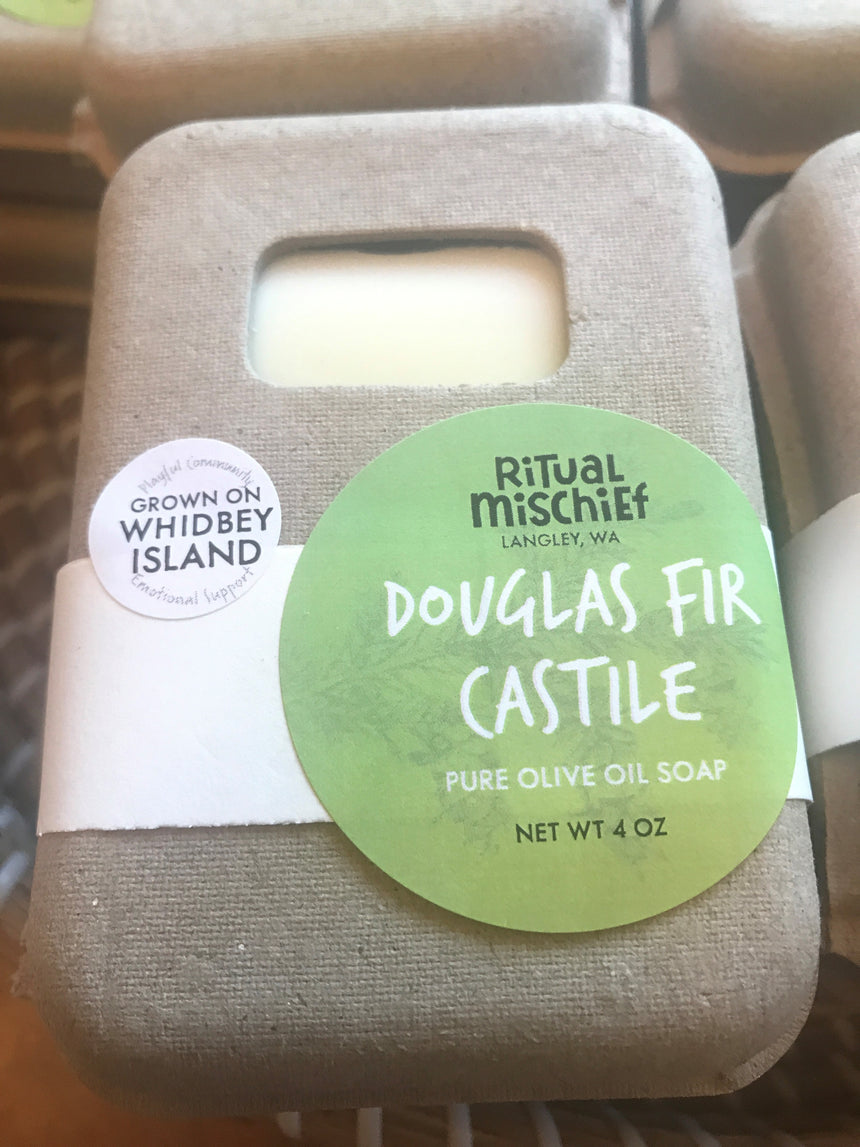 Playful Community
GROWN ON
WHIDBEY
ISLAND
Emotional Support
RiTUAL
MiSCHiEf
LANGLEY, WA
DOUGLAS FIR
CASTILE
PURE OLIVE OIL SOAP
NET WT 4 OZ